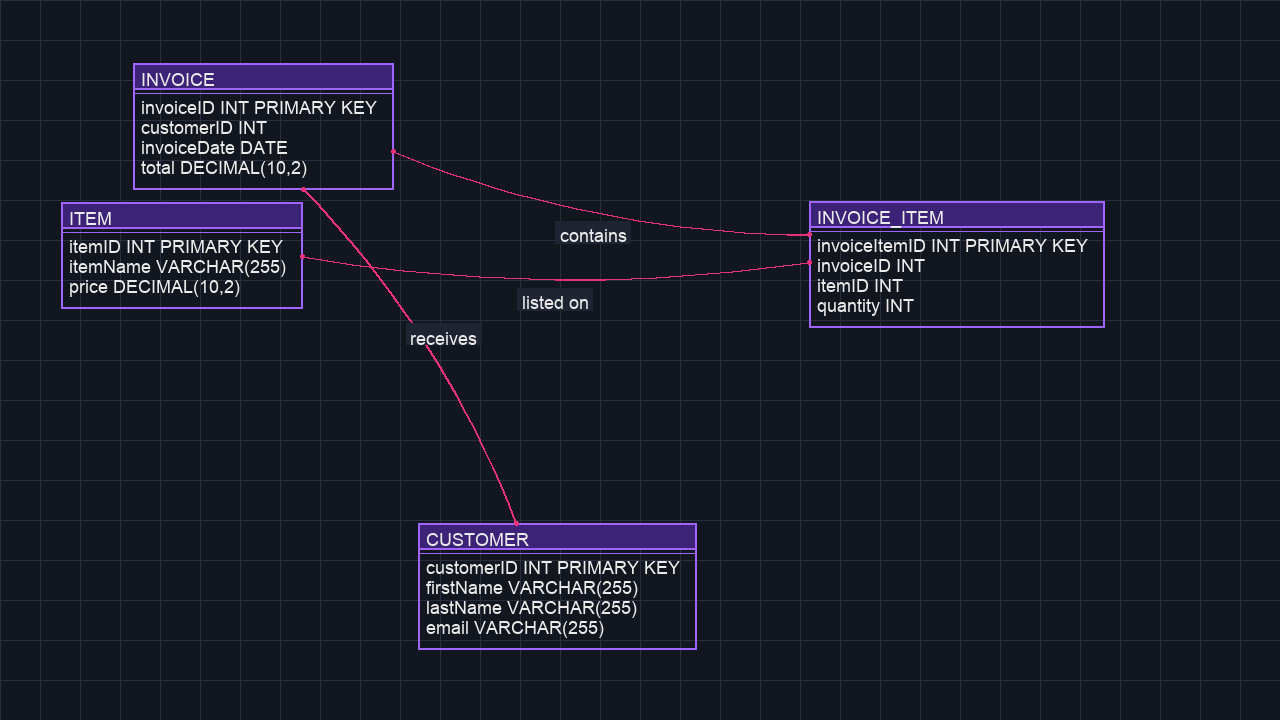 INVOICE
invoiceID INT PRIMARY KEY
customerID INT
invoiceDate DATE
total DECIMAL(10,2)
ITEM
itemID INT PRIMARY KEY
itemName VARCHAR(255)
price DECIMAL(10,2)
contains
listed on
receives
INVOICE_ITEM
invoiceItemID INT PRIMARY KEY
invoiceID INT
itemID INT
quantity INT
CUSTOMER
customerID INT PRIMARY KEY
firstName VARCHAR(255)
lastName VARCHAR(255)
email VARCHAR(255)